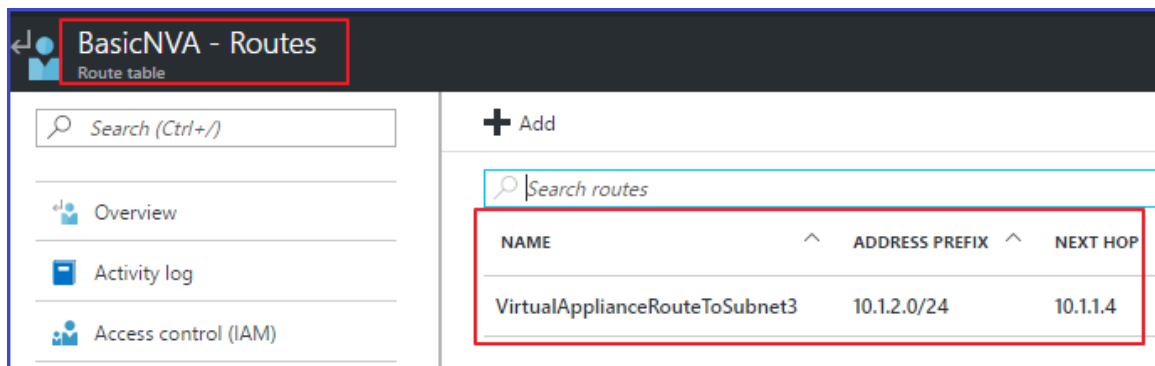 BasicNVA - Routes
Route table
Search (Ctrl+/)
Add
Search routes
Overview
Activity log
Access control (IAM)
NAME ADDRESS PREFIX NEXT HOP
VirtualApplianceRouteToSubnet3 10.1.2.0/24 10.1.1.4